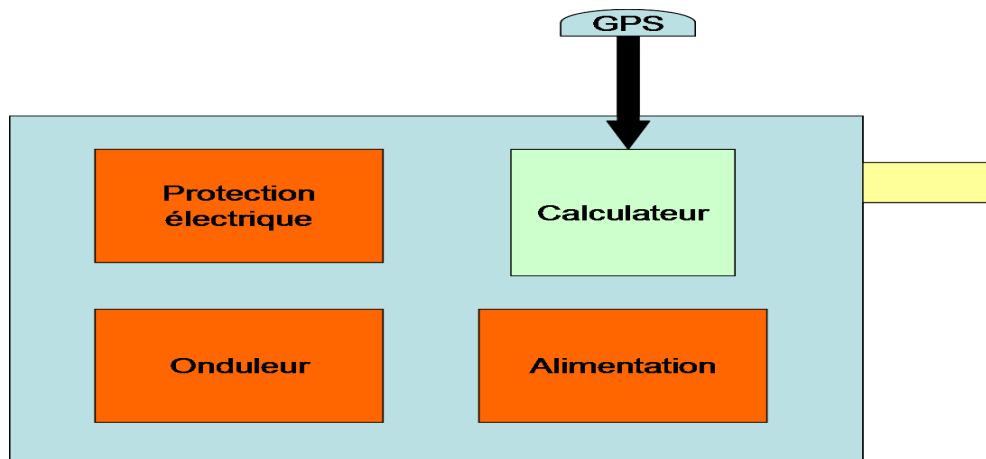 GPS
Protection
électrique
Calculateur
Onduleur
Alimentation